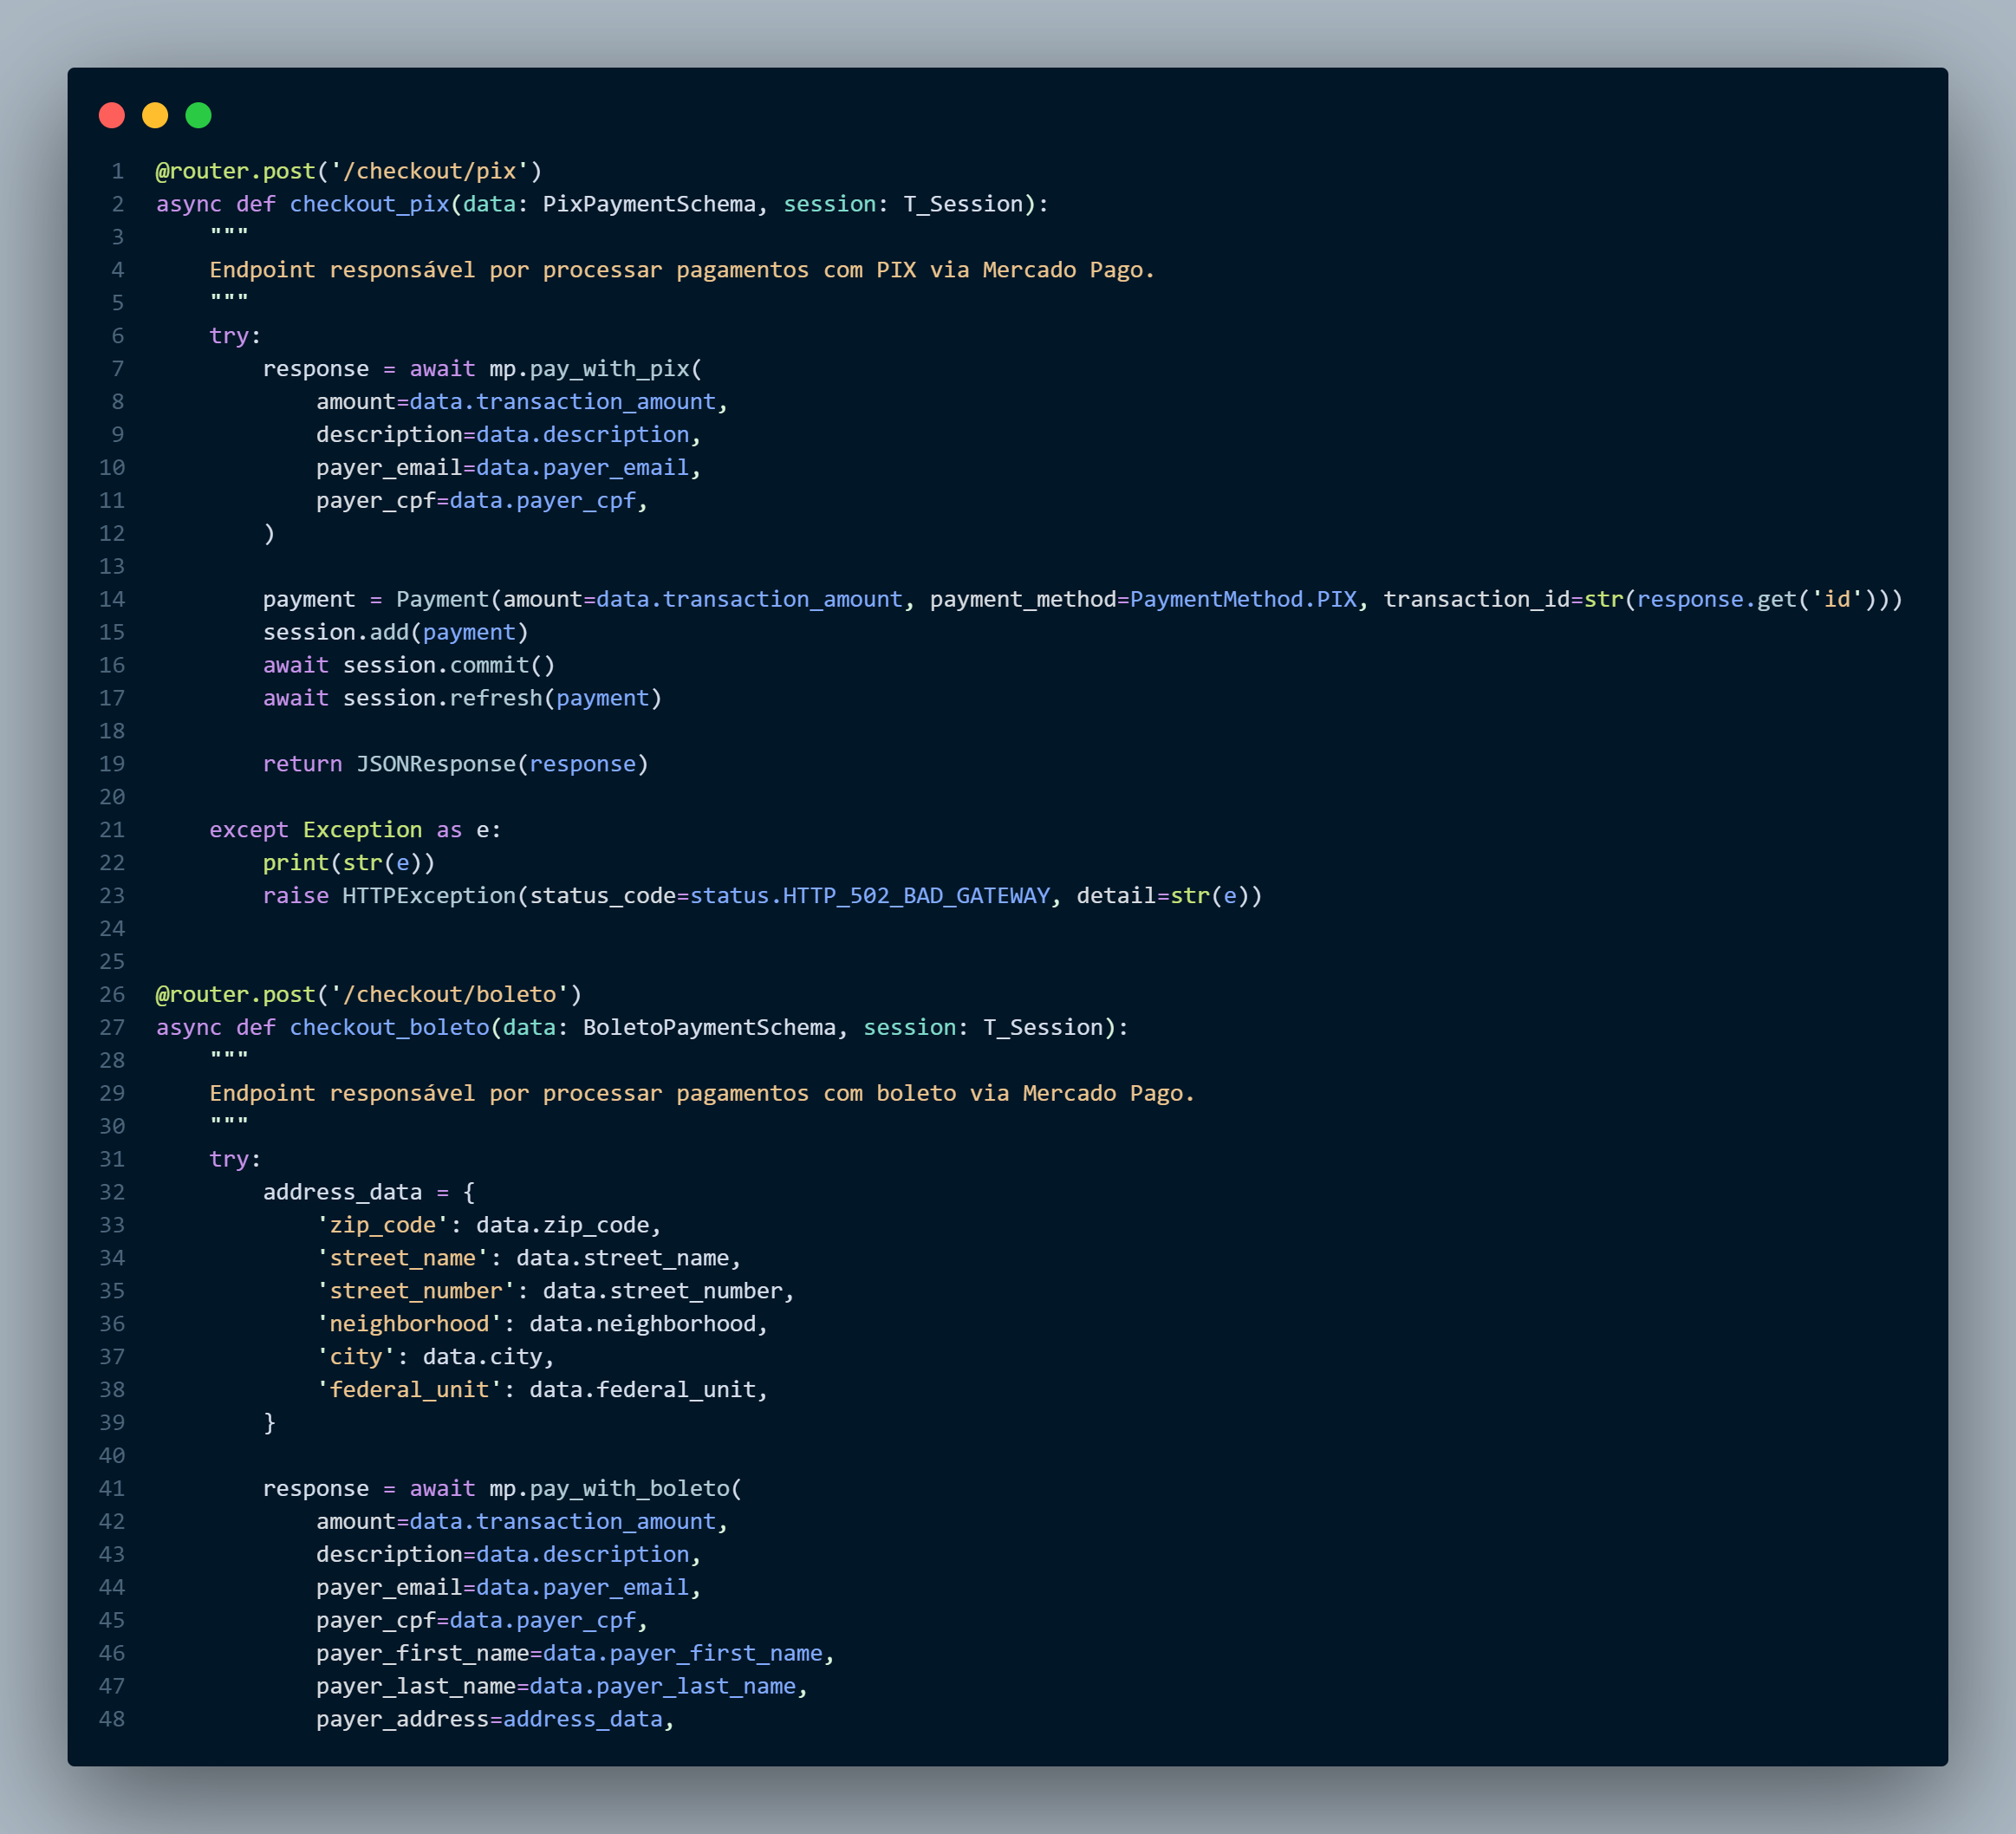 1 @router.post('/checkout/pix')
2 async def checkout_pix(data: PixPaymentSchema, session: T_Session):
3     """
4     Endpoint responsável por processar pagamentos com PIX via Mercado Pago.
5     """
6     try:
7         response = await mp.pay_with_pix(
8             amount=data.transaction_amount,
9             description=data.description,
10             payer_email=data.payer_email,
11             payer_cpf=data.payer_cpf,
12         )
13
14         payment = Payment(amount=data.transaction_amount, payment_method=PaymentMethod.PIX, transaction_id=str(response.get('id')))
15         session.add(payment)
16         await session.commit()
17         await session.refresh(payment)
18
19         return JSONResponse(response)
20
21     except Exception as e:
22         print(str(e))
23         raise HTTPException(status_code=status.HTTP_502_BAD_GATEWAY, detail=str(e))
24
25
26 @router.post('/checkout/boleto')
27 async def checkout_boleto(data: BoletoPaymentSchema, session: T_Session):
28     """
29     Endpoint responsável por processar pagamentos com boleto via Mercado Pago.
30     """
31     try:
32         address_data = {
33             'zip_code': data.zip_code,
34             'street_name': data.street_name,
35             'street_number': data.street_number,
36             'neighborhood': data.neighborhood,
37             'city': data.city,
38             'federal_unit': data.federal_unit,
39         }
40
41         response = await mp.pay_with_boleto(
42             amount=data.transaction_amount,
43             description=data.description,
44             payer_email=data.payer_email,
45             payer_cpf=data.payer_cpf,
46             payer_first_name=data.payer_first_name,
47             payer_last_name=data.payer_last_name,
48             payer_address=address_data,